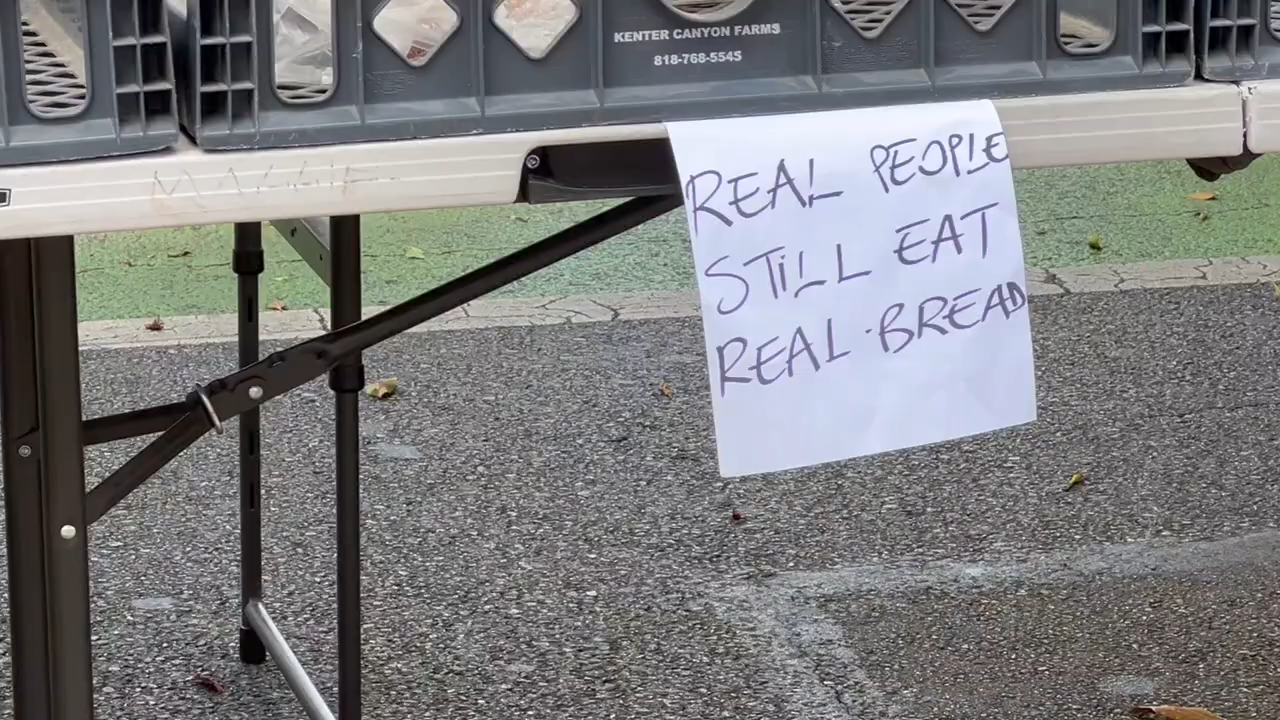 KENTER CANYON FARMS
818-768-5545
REAL PEOPLE
STILL EAT
REAL BREAD